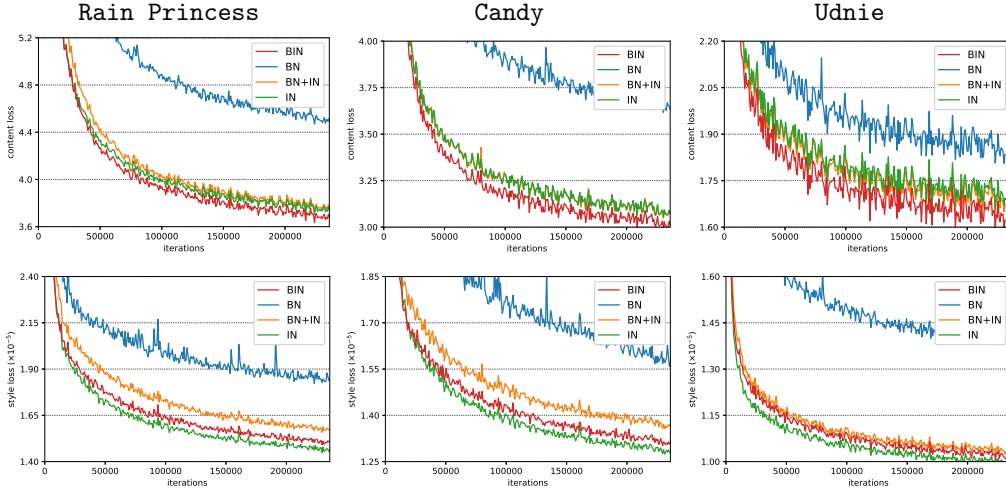 Rain Princess Candy Udnie
5.2
4.8
4.4
4.0
3.6
content loss
0 50000 100000 150000 200000
iterations
BIN
BN
BN+IN
IN
4.00
3.75
3.50
3.25
3.00
content loss
0 50000 100000 150000 200000
iterations
BIN
BN
BN+IN
IN
2.20
2.05
1.90
1.75
1.60
content loss
0 50000 100000 150000 200000
iterations
BIN
BN
BN+IN
IN
2.40
2.15
1.90
1.65
1.40
style loss (×10⁻⁵)
0 50000 100000 150000 200000
iterations
BIN
BN
BN+IN
IN
1.85
1.70
1.55
1.40
1.25
style loss (×10⁻⁵)
0 50000 100000 150000 200000
iterations
BIN
BN
BN+IN
IN
1.60
1.45
1.30
1.15
1.00
style loss (×10⁻⁵)
0 50000 100000 150000 200000
iterations
BIN
BN
BN+IN
IN